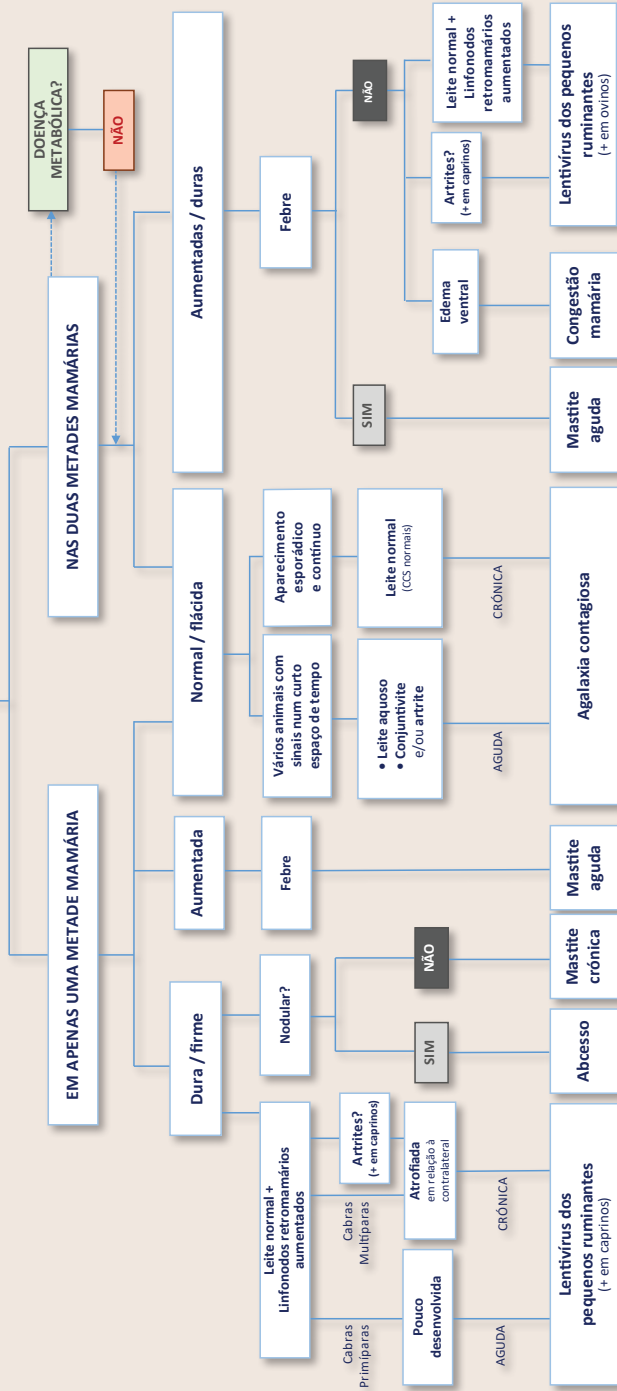 EM APENAS UMA METADE MAMÁRIA
NAS DUAS METADES MAMÁRIAS
DOENÇA
METABÓLICA?
NÃO
Dura / firme
Aumentada
Normal / flácida
Aumentadas / duras
Leite normal +
Linfonodos retromamários
aumentados
Nodular?
Febre
Vários animais com
sinais num curto
espaço de tempo
Aparecimento
esporádico
e contínuo
Febre
Cabras
Primíparas
Cabras
Multíparas
Artrites?
(+ em caprinos)
Pouco
desenvolvida
Atrofiada
em relação à
contralateral
SIM
NÃO
• Leite aquoso
• Conjuntivite
e/ou artrite
Leite normal
(CCS normais)
SIM
NÃO
Edema
ventral
Artrites?
(+ em caprinos)
Leite normal +
Linfonodos
retromamários
aumentados
AGUDA
CRÓNICA
AGUDA
CRÓNICA
Lentivírus dos
pequenos ruminantes
(+ em caprinos)
Abcesso
Mastite
crónica
Mastite
aguda
Agalaxia contagiosa
Mastite
aguda
Congestão
mamária
Lentivírus dos pequenos
ruminantes
(+ em ovinos)